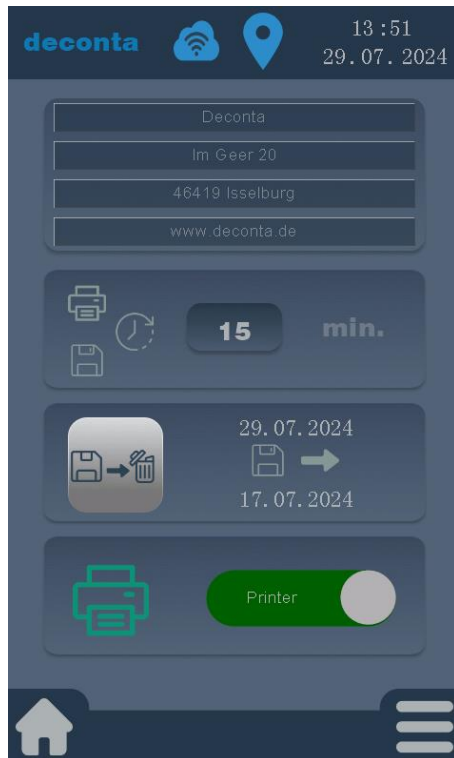 deconta
13:51
29.07.2024
Deconta
Im Geer 20
46419 Isselburg
www.deconta.de
15 min.
29.07.2024
17.07.2024
Printer